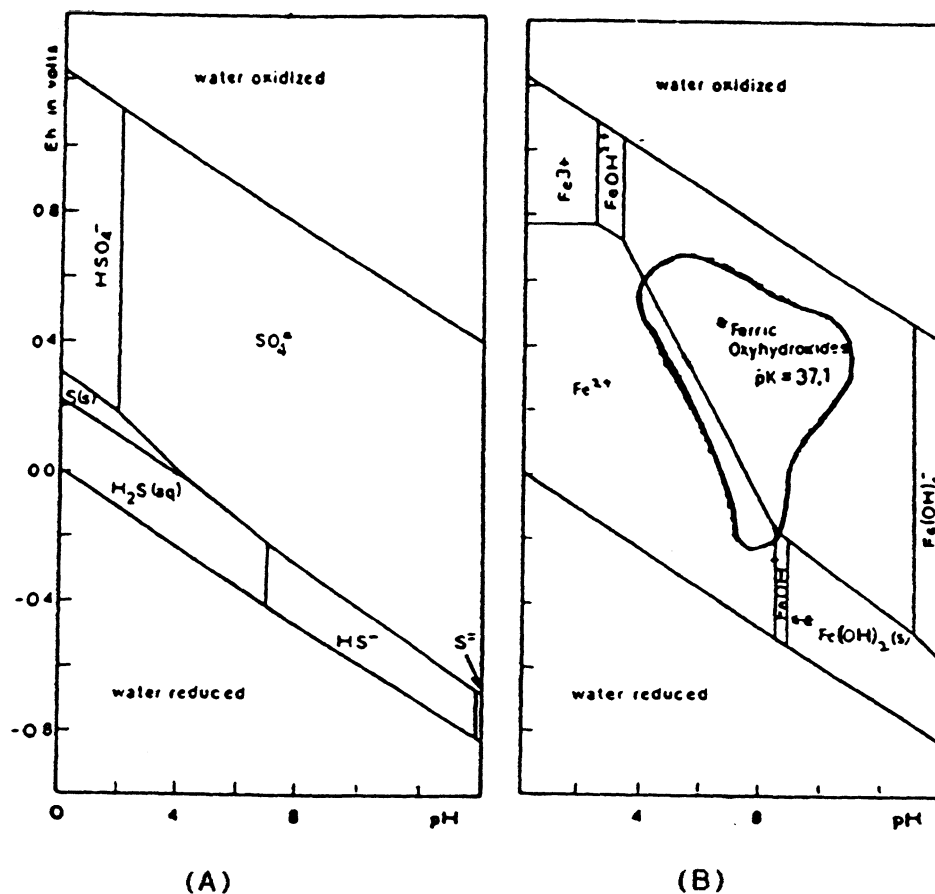 Eh in volts
0.8
0.4
0.0
-0.4
-0.8
0
4
8
pH
water oxidized
HSO₄⁻
SO₄⁼
S(s)
H₂S(aq)
HS⁻
S⁼
water reduced
(A)
water oxidized
Fe3+
FeOH²⁺
Ferric
Oxyhydroxides
pK = 37,1
Fe²⁺
Fe(OH)₂(s)
water reduced
0
4
8
pH
(B)